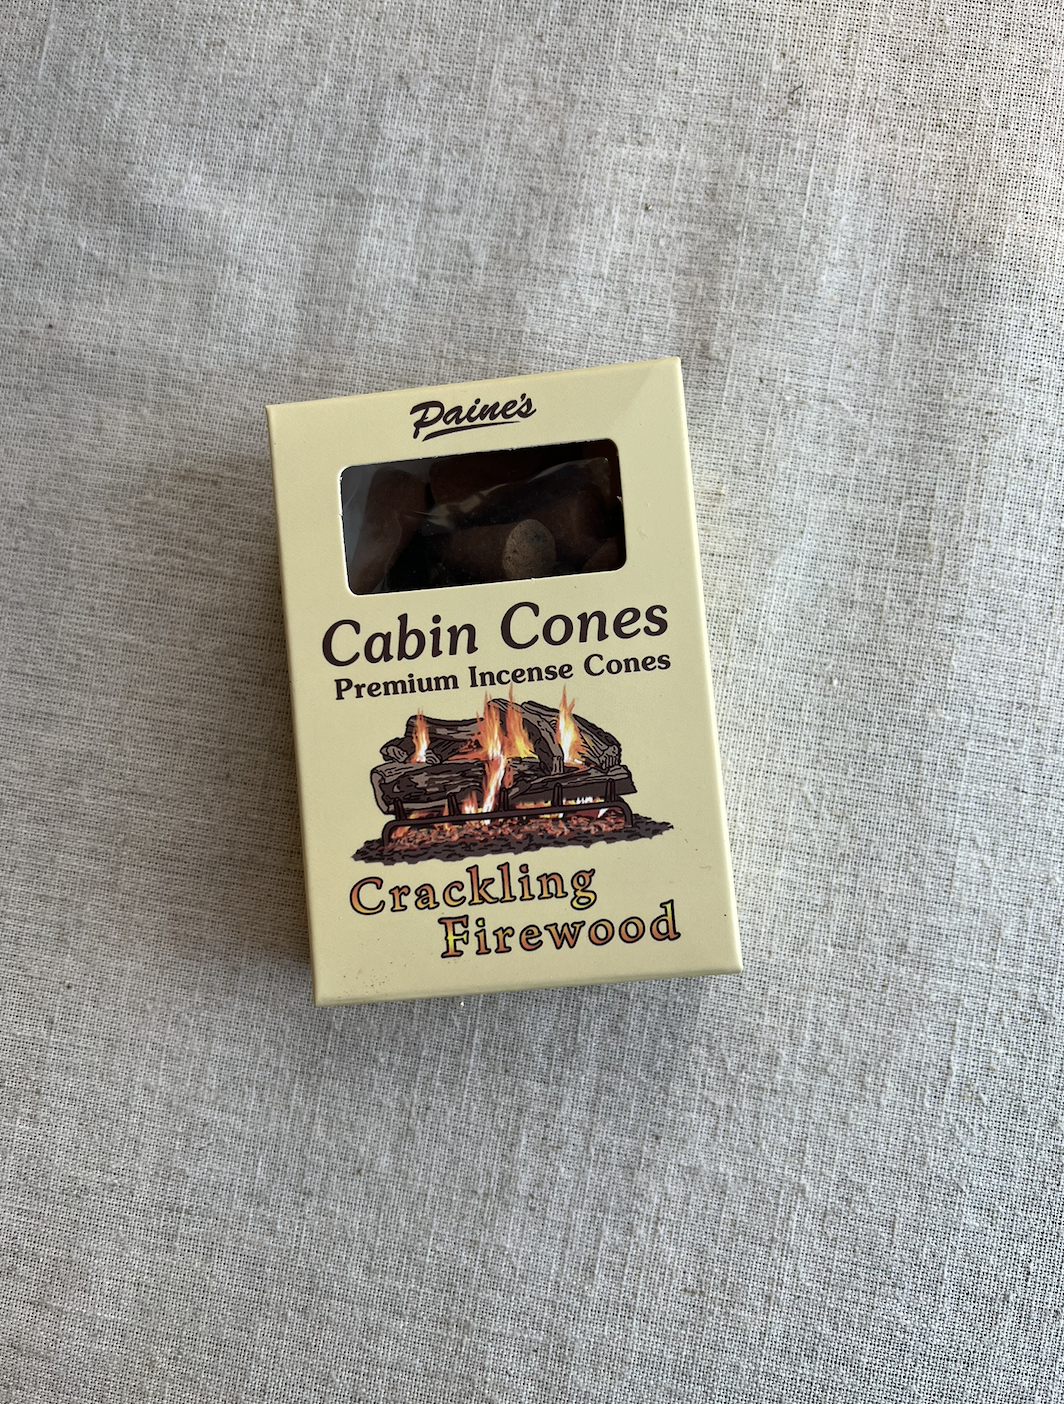 Paine's
Cabin Cones
Premium Incense Cones
Crackling
Firewood